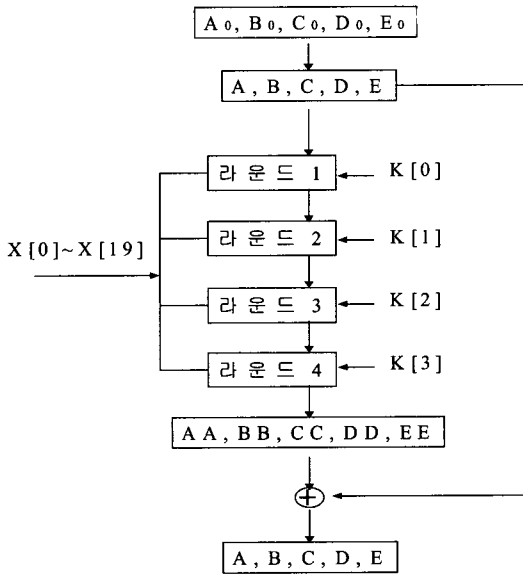 A₀, B₀, C₀, D₀, E₀
A, B, C, D, E
라운드 1
K[0]
라운드 2
K[1]
X[0]~X[19]
라운드 3
K[2]
라운드 4
K[3]
AA, BB, CC, DD, EE
+
A, B, C, D, E